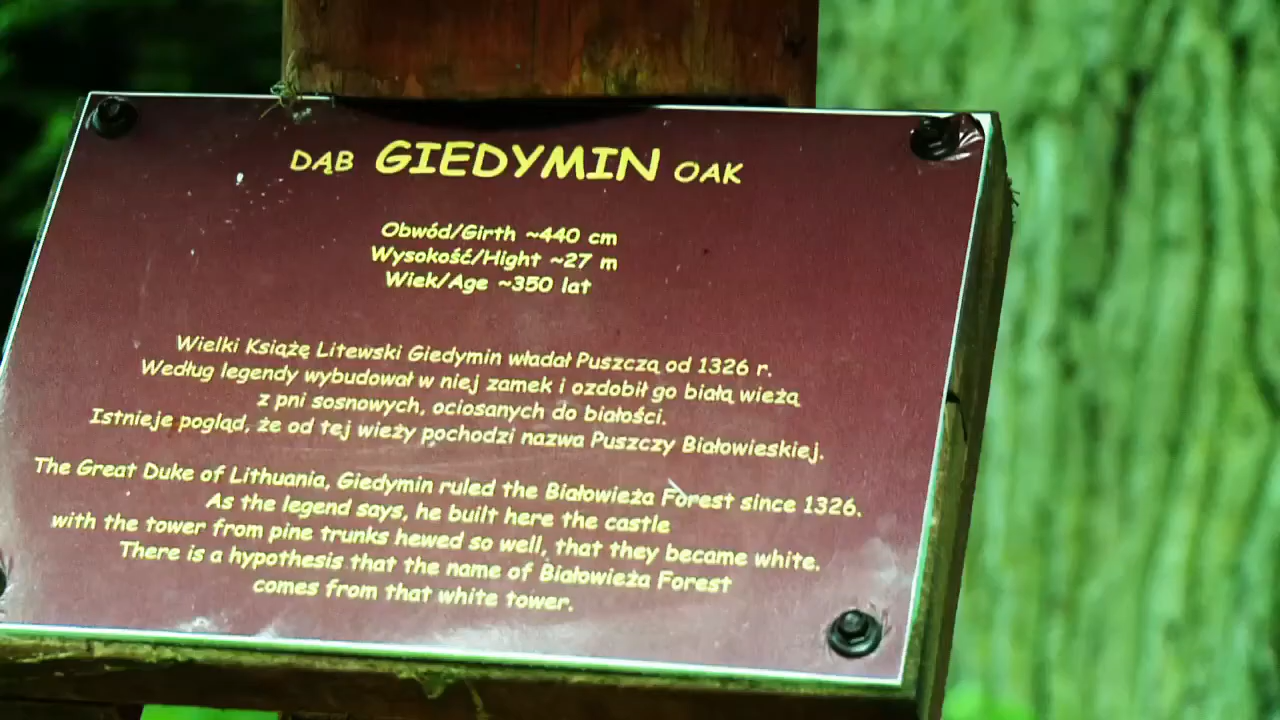 DĄB GIEDYMIN OAK
Obwód/Girth ~440 cm
Wysokość/Hight ~27 m
Wiek/Age ~350 lat
Wielki Książę Litewski Giedymin władał Puszczą od 1326 r.
Według legendy wybudował w niej zamek i ozdobił go białą wieżą
z pni sosnowych, ociosanych do białości.
Istnieje pogląd, że od tej wieży pochodzi nazwa Puszczy Białowieskiej.
The Great Duke of Lithuania, Giedymin ruled the Białowieża Forest since 1326.
As the legend says, he built here the castle
with the tower from pine trunks hewed so well, that they became white.
There is a hypothesis that the name of Białowieża Forest
comes from that white tower.